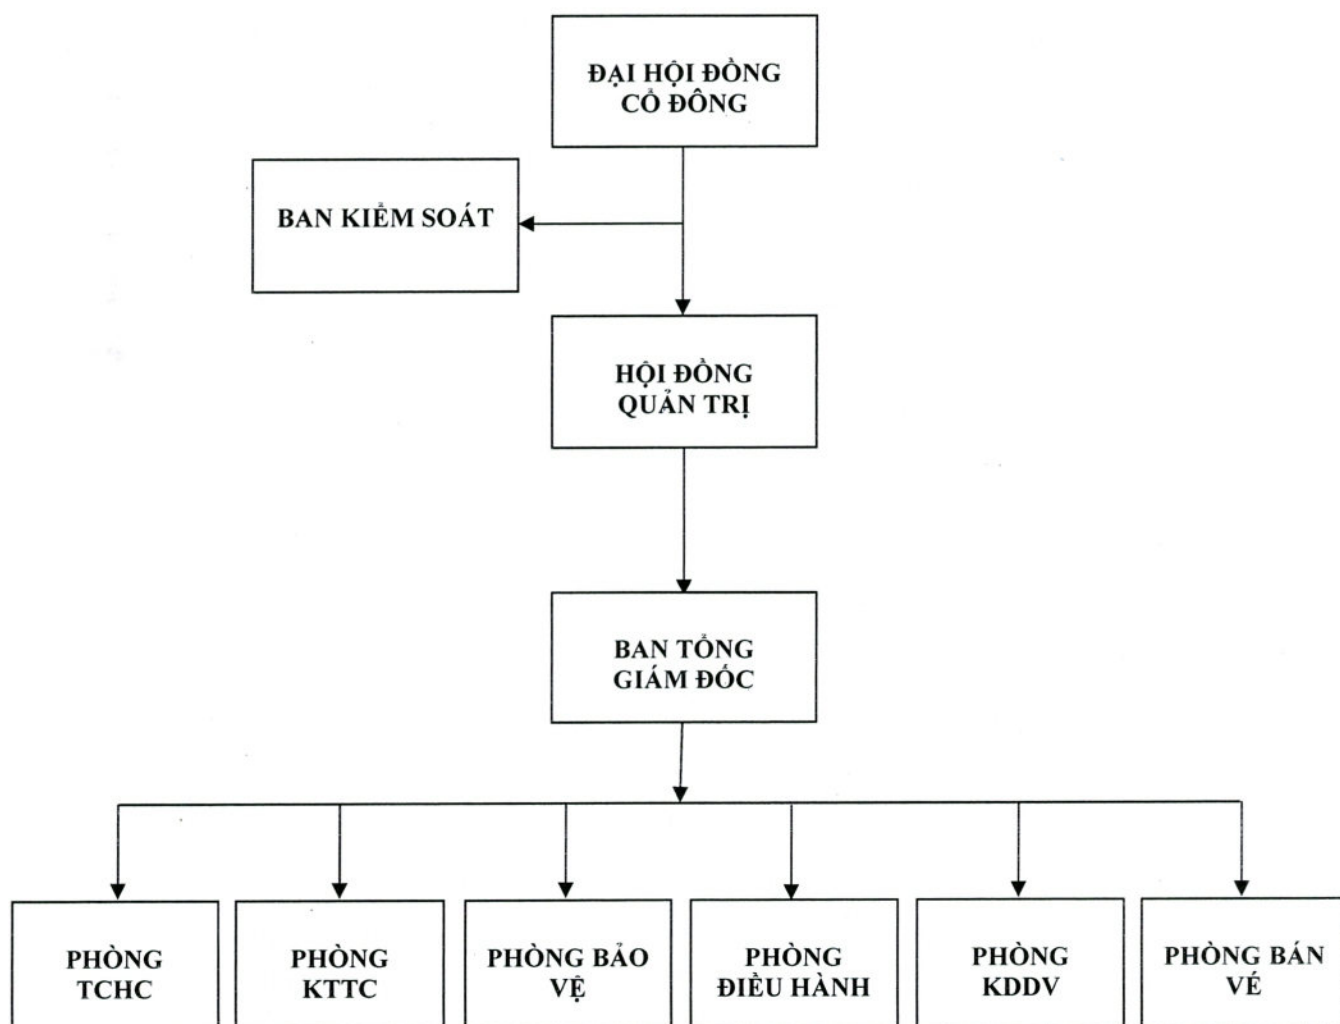 ĐẠI HỘI ĐỒNG
CỔ ĐÔNG
BAN KIỂM SOÁT
HỘI ĐỒNG
QUẢN TRỊ
BAN TỔNG
GIÁM ĐỐC
PHÒNG
TCHC
PHÒNG
KTTC
PHÒNG BẢO
VỆ
PHÒNG
ĐIỀU HÀNH
PHÒNG
KDDV
PHÒNG BÁN
VÉ